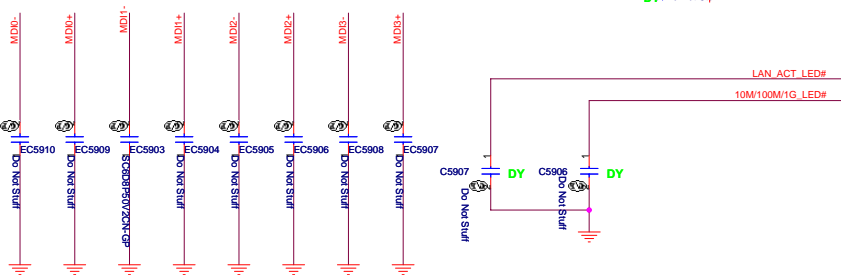 MDI0-
MDI0+
MDI1-
MDI1+
MDI2-
MDI2+
MDI3-
MDI3+
LAN_ACT_LED#
10M/100M/1G_LED#
EC5910
EC5909
EC5903
EC5904
EC5905
EC5906
EC5908
EC5907
Do Not Stuff
Do Not Stuff
SC6D8P50V2CN-GP
Do Not Stuff
Do Not Stuff
Do Not Stuff
Do Not Stuff
Do Not Stuff
1
1
C5907
DY
C5906
DY
Do Not Stuff
Do Not Stuff